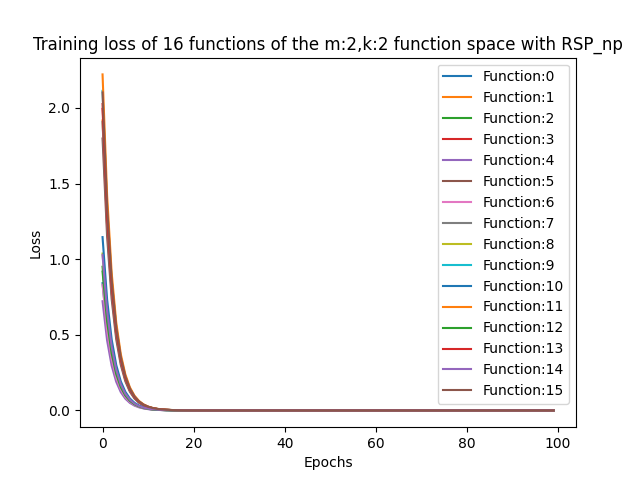 Training loss of 16 functions of the m:2,k:2 function space with RSP_np
2.0
1.5
1.0
0.5
0.0
Loss
0 20 40 60 80 100
Epochs
Function:0
Function:1
Function:2
Function:3
Function:4
Function:5
Function:6
Function:7
Function:8
Function:9
Function:10
Function:11
Function:12
Function:13
Function:14
Function:15